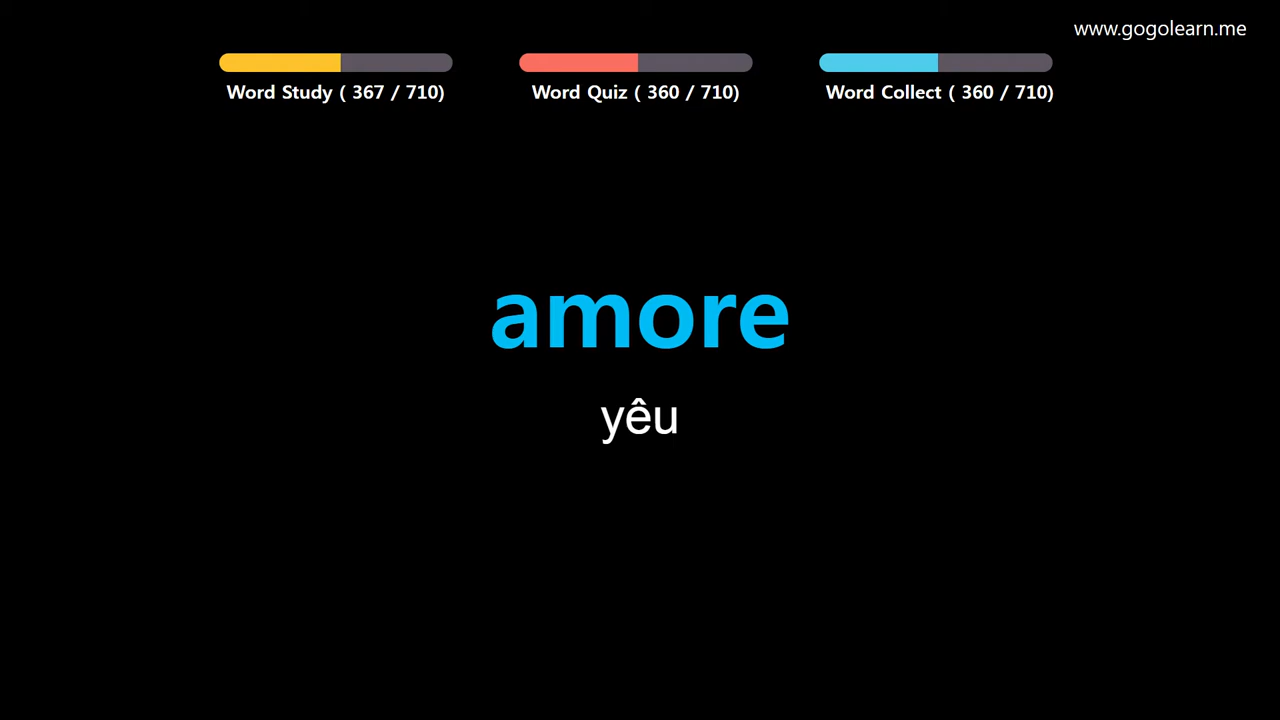 www.gogolearn.me
Word Study ( 367 / 710)
Word Quiz ( 360 / 710)
Word Collect ( 360 / 710)
amore
yêu